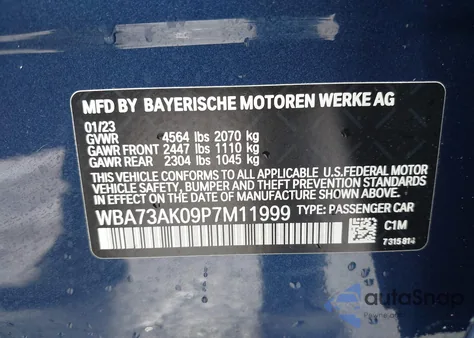 MFD BY BAYERISCHE MOTOREN WERKE AG
01/23
GVWR 4564 lbs 2070 kg
GAWR FRONT 2447 lbs 1110 kg
GAWR REAR 2304 lbs 1045 kg
THIS VEHICLE CONFORMS TO ALL APPLICABLE U.S.FEDERAL MOTOR
VEHICLE SAFETY, BUMPER, AND THEFT PREVENTION STANDARDS
IN EFFECT ON THE DATE OF MANUFACTURE SHOWN ABOVE.
WBA73AK09P7M11999 TYPE: PASSENGER CAR
C1M
7315814
autoSnap